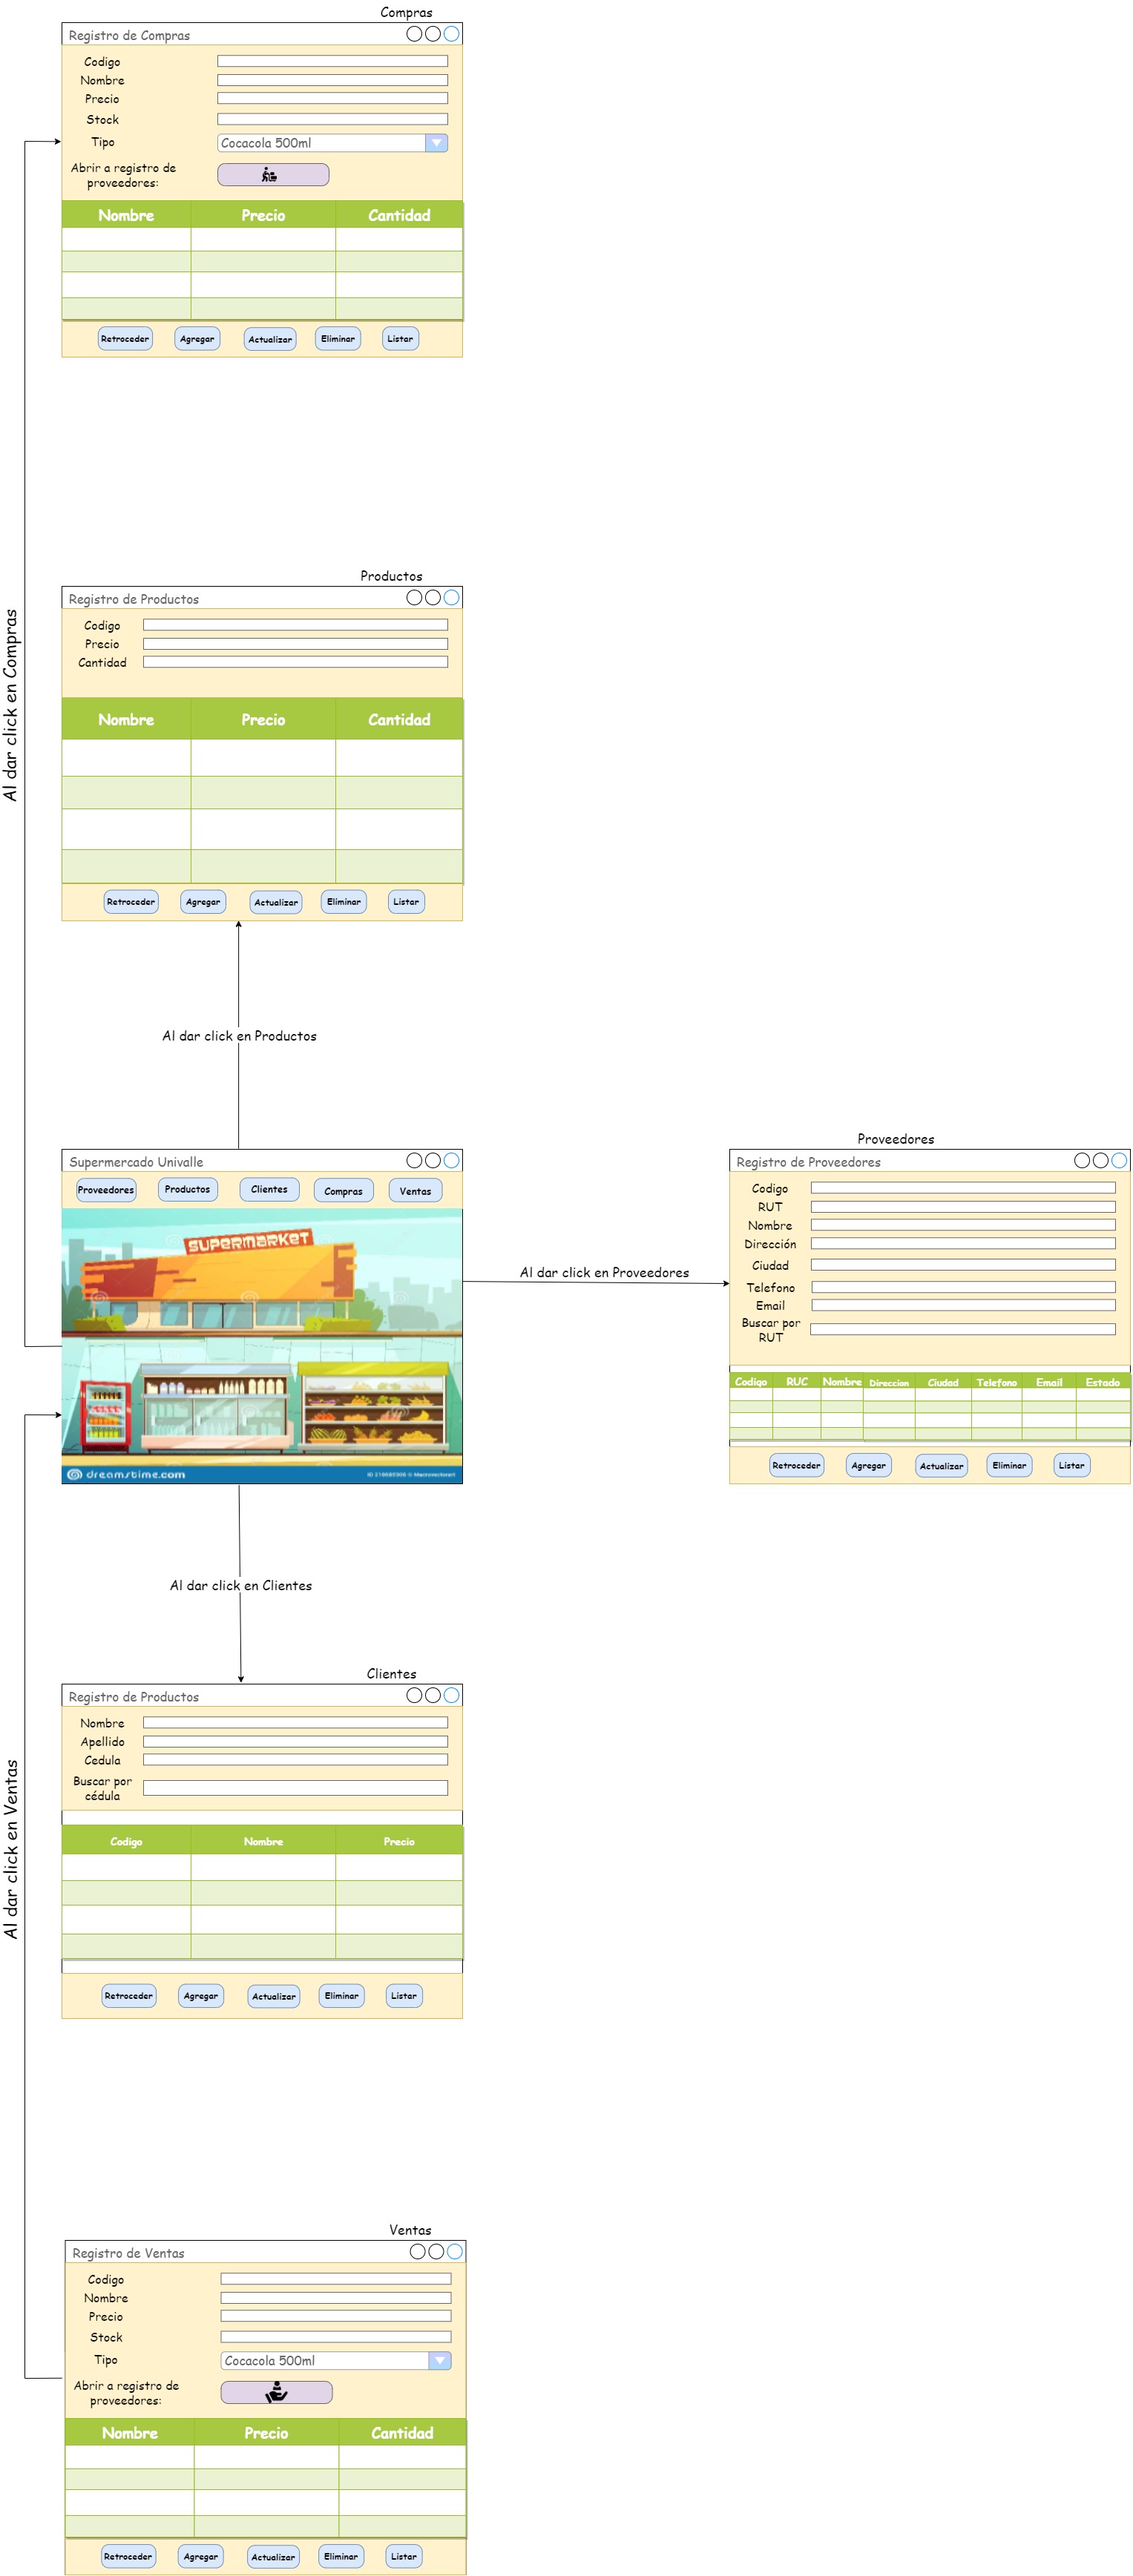 Compras
Registro de Compras
Codigo
Nombre
Precio
Stock
Tipo
Cocacola 500ml
Abrir a registro de
proveedores:
Nombre Precio Cantidad
Retroceder Agregar Actualizar Eliminar Listar
Al dar click en Compras
Productos
Registro de Productos
Codigo
Precio
Cantidad
Nombre Precio Cantidad
Retroceder Agregar Actualizar Eliminar Listar
Al dar click en Productos
Supermercado Univalle
Proveedores Productos Clientes Compras Ventas
SUPERMARKET
dreamstime.com
Al dar click en Proveedores
Proveedores
Registro de Proveedores
Codigo
RUT
Nombre
Dirección
Ciudad
Telefono
Email
Buscar por
RUT
Codigo RUC Nombre Direccion Ciudad Telefono Email Estado
Retroceder Agregar Actualizar Eliminar Listar
Al dar click en Clientes
Clientes
Registro de Productos
Nombre
Apellido
Cedula
Buscar por
cédula
Codigo Nombre Precio
Retroceder Agregar Actualizar Eliminar Listar
Al dar click en Ventas
Ventas
Registro de Ventas
Codigo
Nombre
Precio
Stock
Tipo
Cocacola 500ml
Abrir a registro de
proveedores:
Nombre Precio Cantidad
Retroceder Agregar Actualizar Eliminar Listar